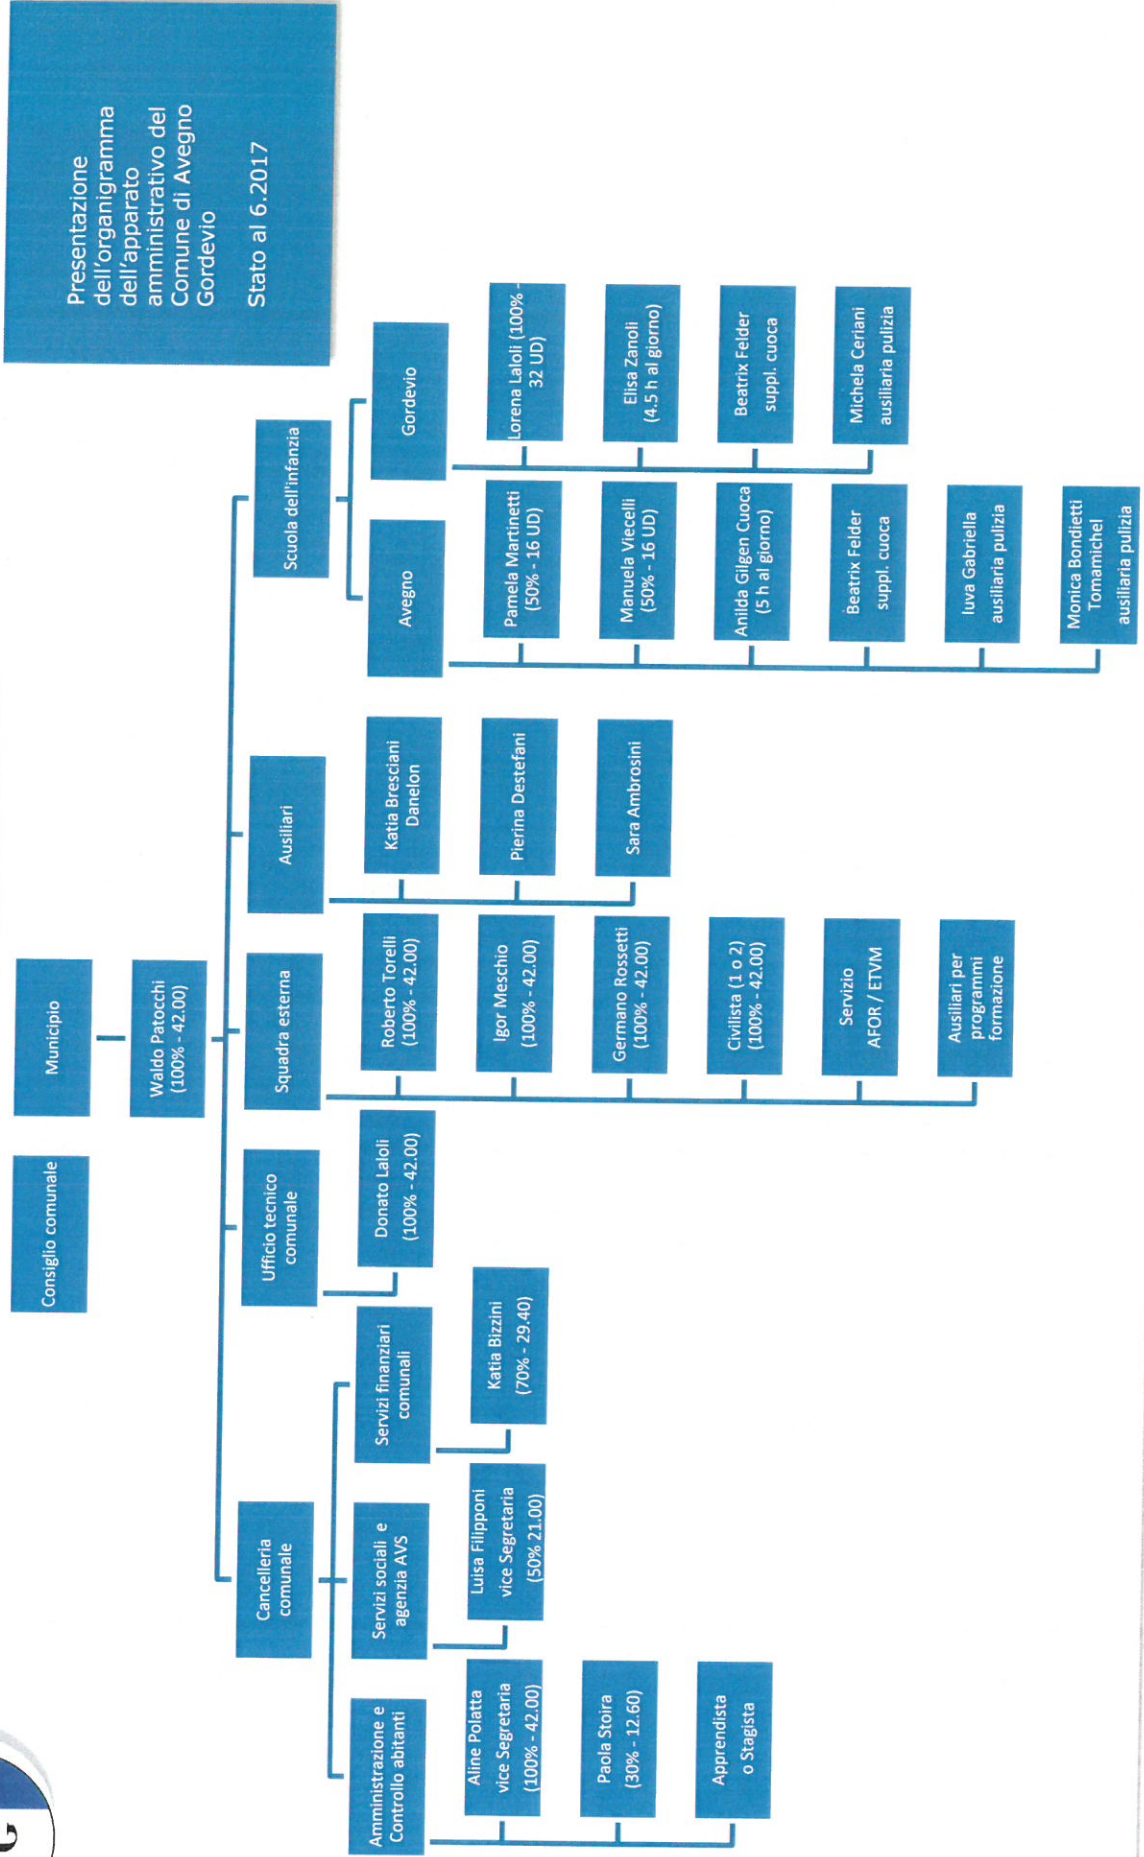 G
Presentazione
dell'organigramma
dell'apparato
amministrativo del
Comune di Avegno
Gordevio
Stato al 6.2017
Consiglio comunale
Municipio
Waldo Patocchi
(100% - 42.00)
Cancelleria
comunale
Amministrazione e
Controllo abitanti
Aline Polatta
vice Segretaria
(100% - 42.00)
Paola Stoira
(30% - 12.60)
Apprendista
o Stagista
Servizi sociali e
agenzia AVS
Luisa Filipponi
vice Segretaria
(50% 21.00)
Servizi finanziari
comunali
Katia Bizzini
(70% - 29.40)
Ufficio tecnico
comunale
Donato Laloli
(100% - 42.00)
Squadra esterna
Roberto Torelli
(100% - 42.00)
Igor Meschio
(100% - 42.00)
Germano Rossetti
(100% - 42.00)
Civilista (1 o 2)
(100% - 42.00)
Servizio
AFOR / ETVM
Ausiliari per
programmi
formazione
Ausiliari
Katia Bresciani
Danelon
Pierina Destefani
Sara Ambrosini
Scuola dell'infanzia
Avegno
Pamela Martinetti
(50% - 16 UD)
Manuela Viecelli
(50% - 16 UD)
Anilda Gilgen Cuoca
(5 h al giorno)
Beatrix Felder
suppl. cuoca
Iuva Gabriella
ausiliaria pulizia
Monica Bondietti
Tomamichel
ausiliaria pulizia
Gordevio
Lorena Laloli (100% -
32 UD)
Elisa Zanoli
(4.5 h al giorno)
Beatrix Felder
suppl. cuoca
Michela Ceriani
ausiliaria pulizia